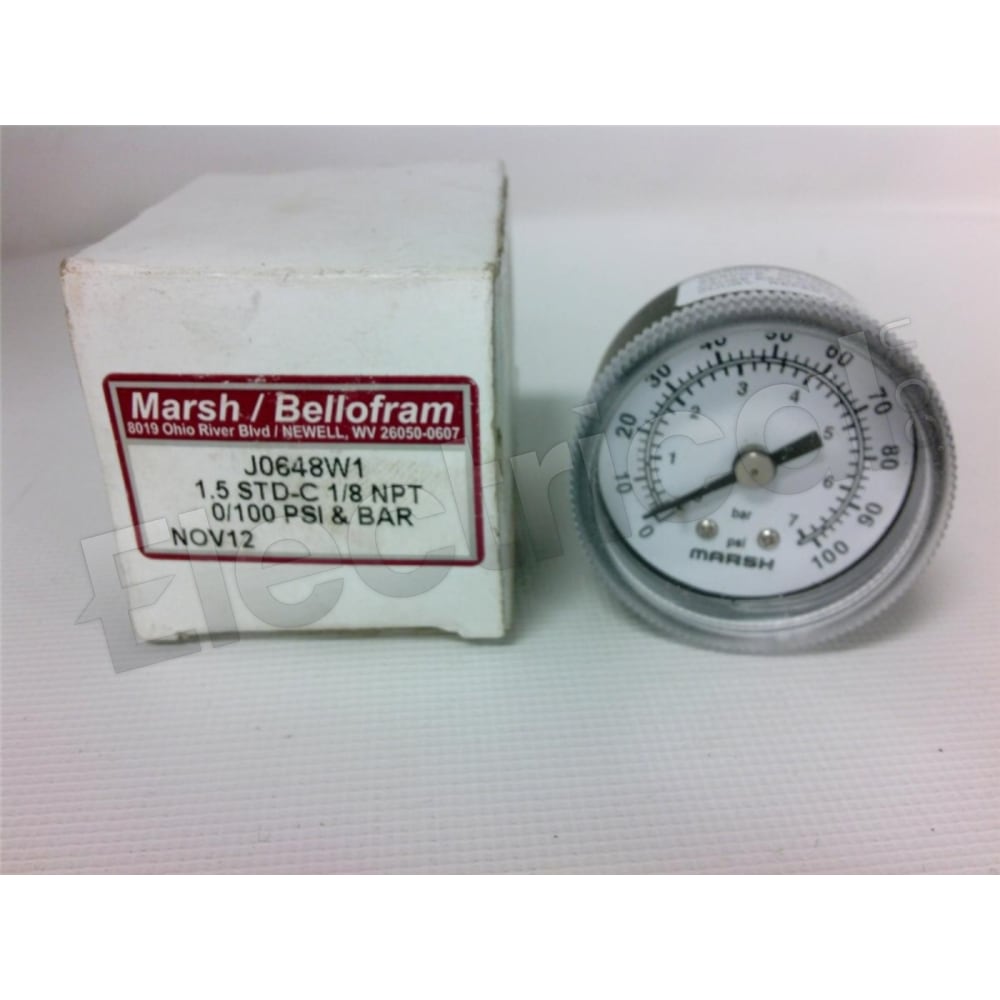 Marsh / Bellofram
8019 Ohio River Blvd / NEWELL, WV 26050-0607
J0648W1
1.5 STD-C 1/8 NPT
0/100 PSI & BAR
NOV12
0 10 20 30 40 50 60 70 80 90 100
1 2 3 4 5 6 7
bar
psi
MARSH
Electricol